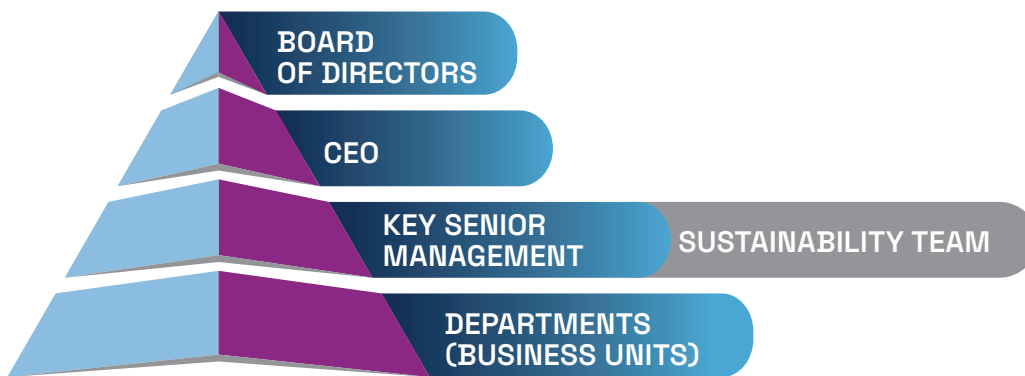 BOARD
OF DIRECTORS
CEO
KEY SENIOR
MANAGEMENT
SUSTAINABILITY TEAM
DEPARTMENTS
(BUSINESS UNITS)